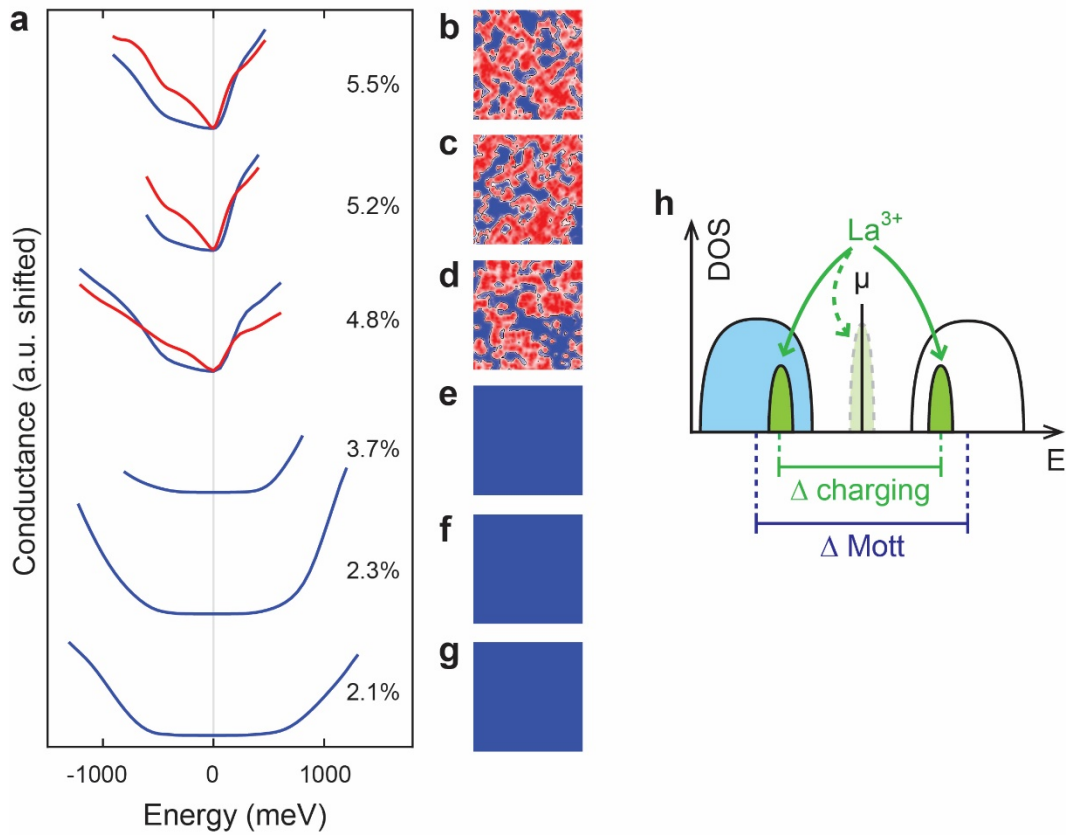 a
5.5%
5.2%
4.8%
3.7%
2.3%
2.1%
Conductance (a.u. shifted)
-1000
0
1000
Energy (meV)
b
c
d
e
f
g
h
La3+
DOS
μ
E
Δ charging
Δ Mott